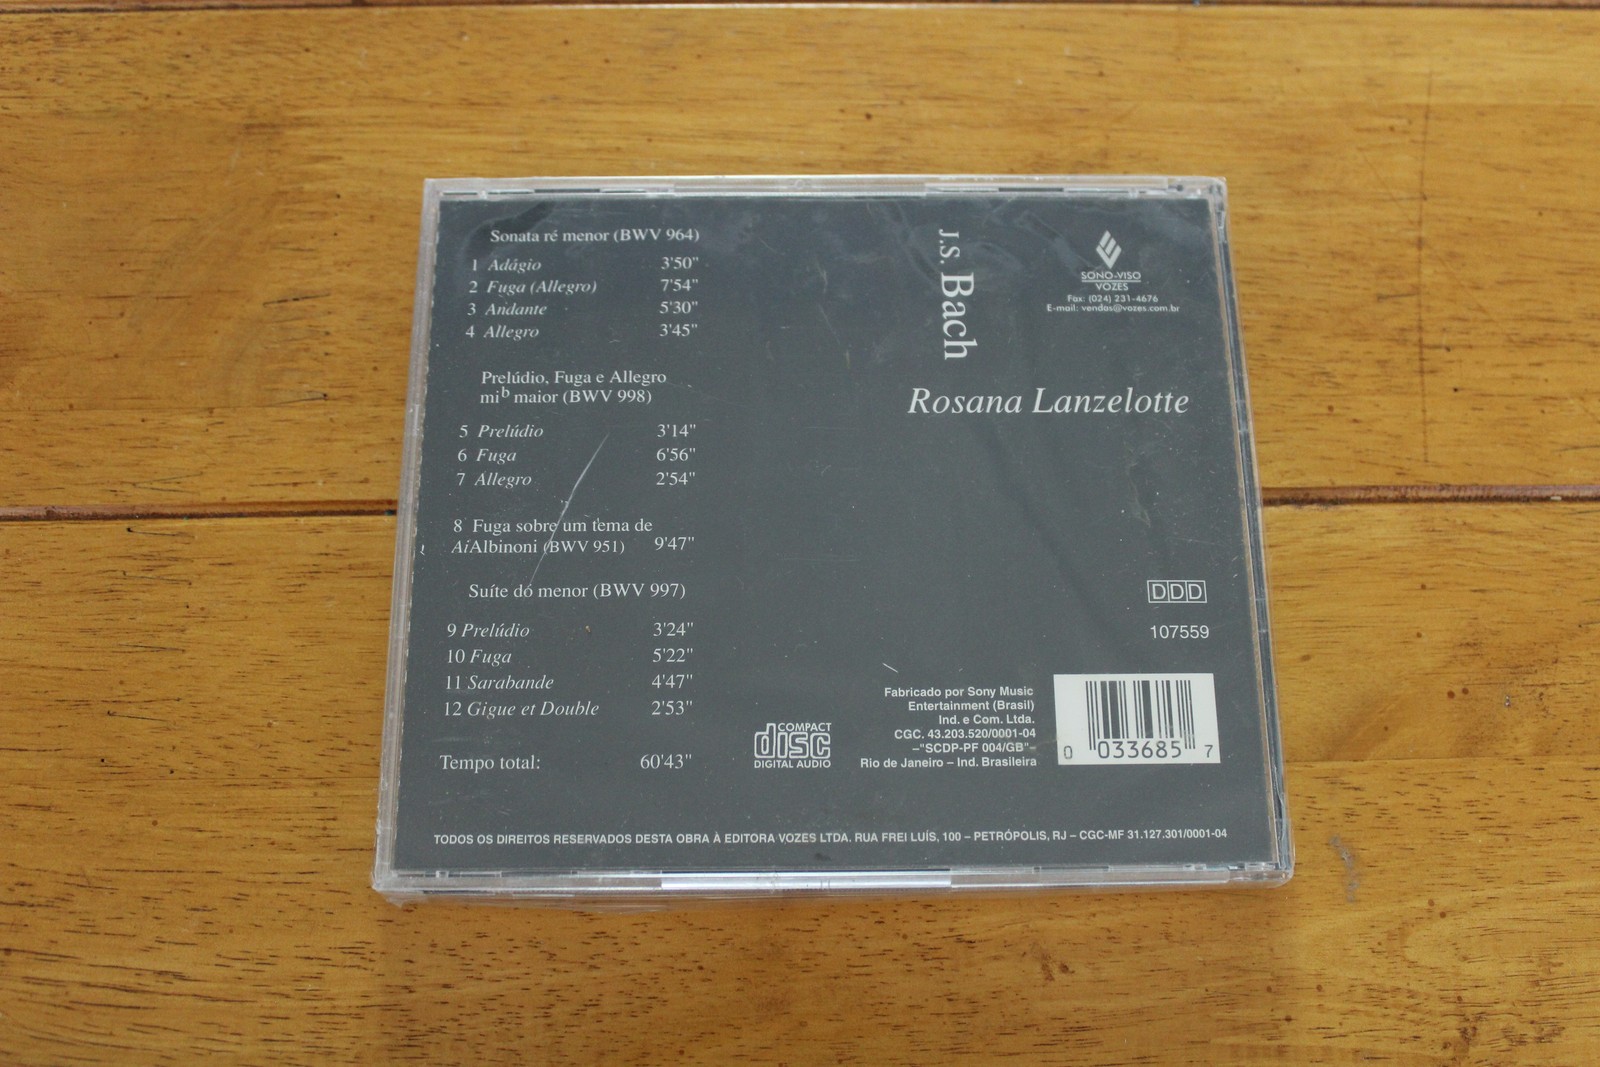 Sonata ré menor (BWV 964)
1 Adágio 3'50"
2 Fuga (Allegro) 7'54"
3 Andante 5'30"
4 Allegro 3'45"
Prelúdio, Fuga e Allegro
mi b maior (BWV 998)
5 Prelúdio 3'14"
6 Fuga 6'56"
7 Allegro 2'54"
8 Fuga sobre um tema de
AíAlbinoni (BWV 951) 9'47"
Suíte dó menor (BWV 997)
9 Prelúdio 3'24"
10 Fuga 5'22"
11 Sarabande 4'47"
12 Gigue et Double 2'53"
Tempo total: 60'43"
J.S. Bach
SONO-VISO
VOZES
Fax: (024) 231-4676
E-mail: vendas@vozes.com.br
Rosana Lanzelotte
DDD
107559
COMPACT
disc
DIGITAL AUDIO
Fabricado por Sony Music
Entertainment (Brasil)
Ind. e Com. Ltda.
CGC. 43.203.520/0001-04
–"SCDP-PF 004/GB"–
Rio de Janeiro – Ind. Brasileira
0 033685 7
TODOS OS DIREITOS RESERVADOS DESTA OBRA À EDITORA VOZES LTDA. RUA FREI LUÍS, 100 – PETRÓPOLIS, RJ – CGC-MF 31.127.301/0001-04